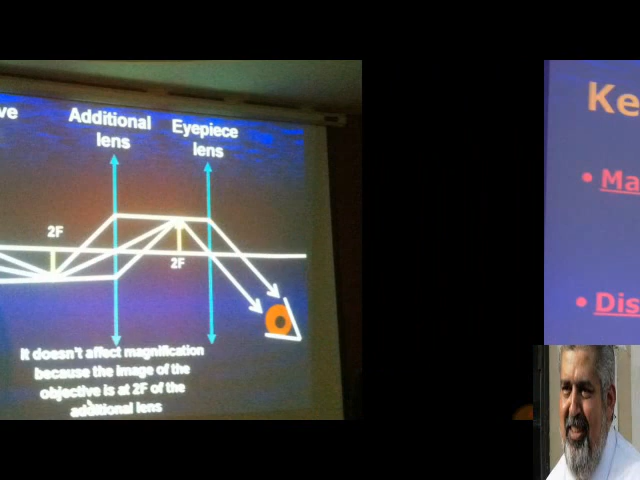 ve
Additional
lens
Eyepiece
lens
2F
2F
It doesn't affect magnification
because the image of the
objective is at 2F of the
additional lens
Ke
• Ma
• Dis